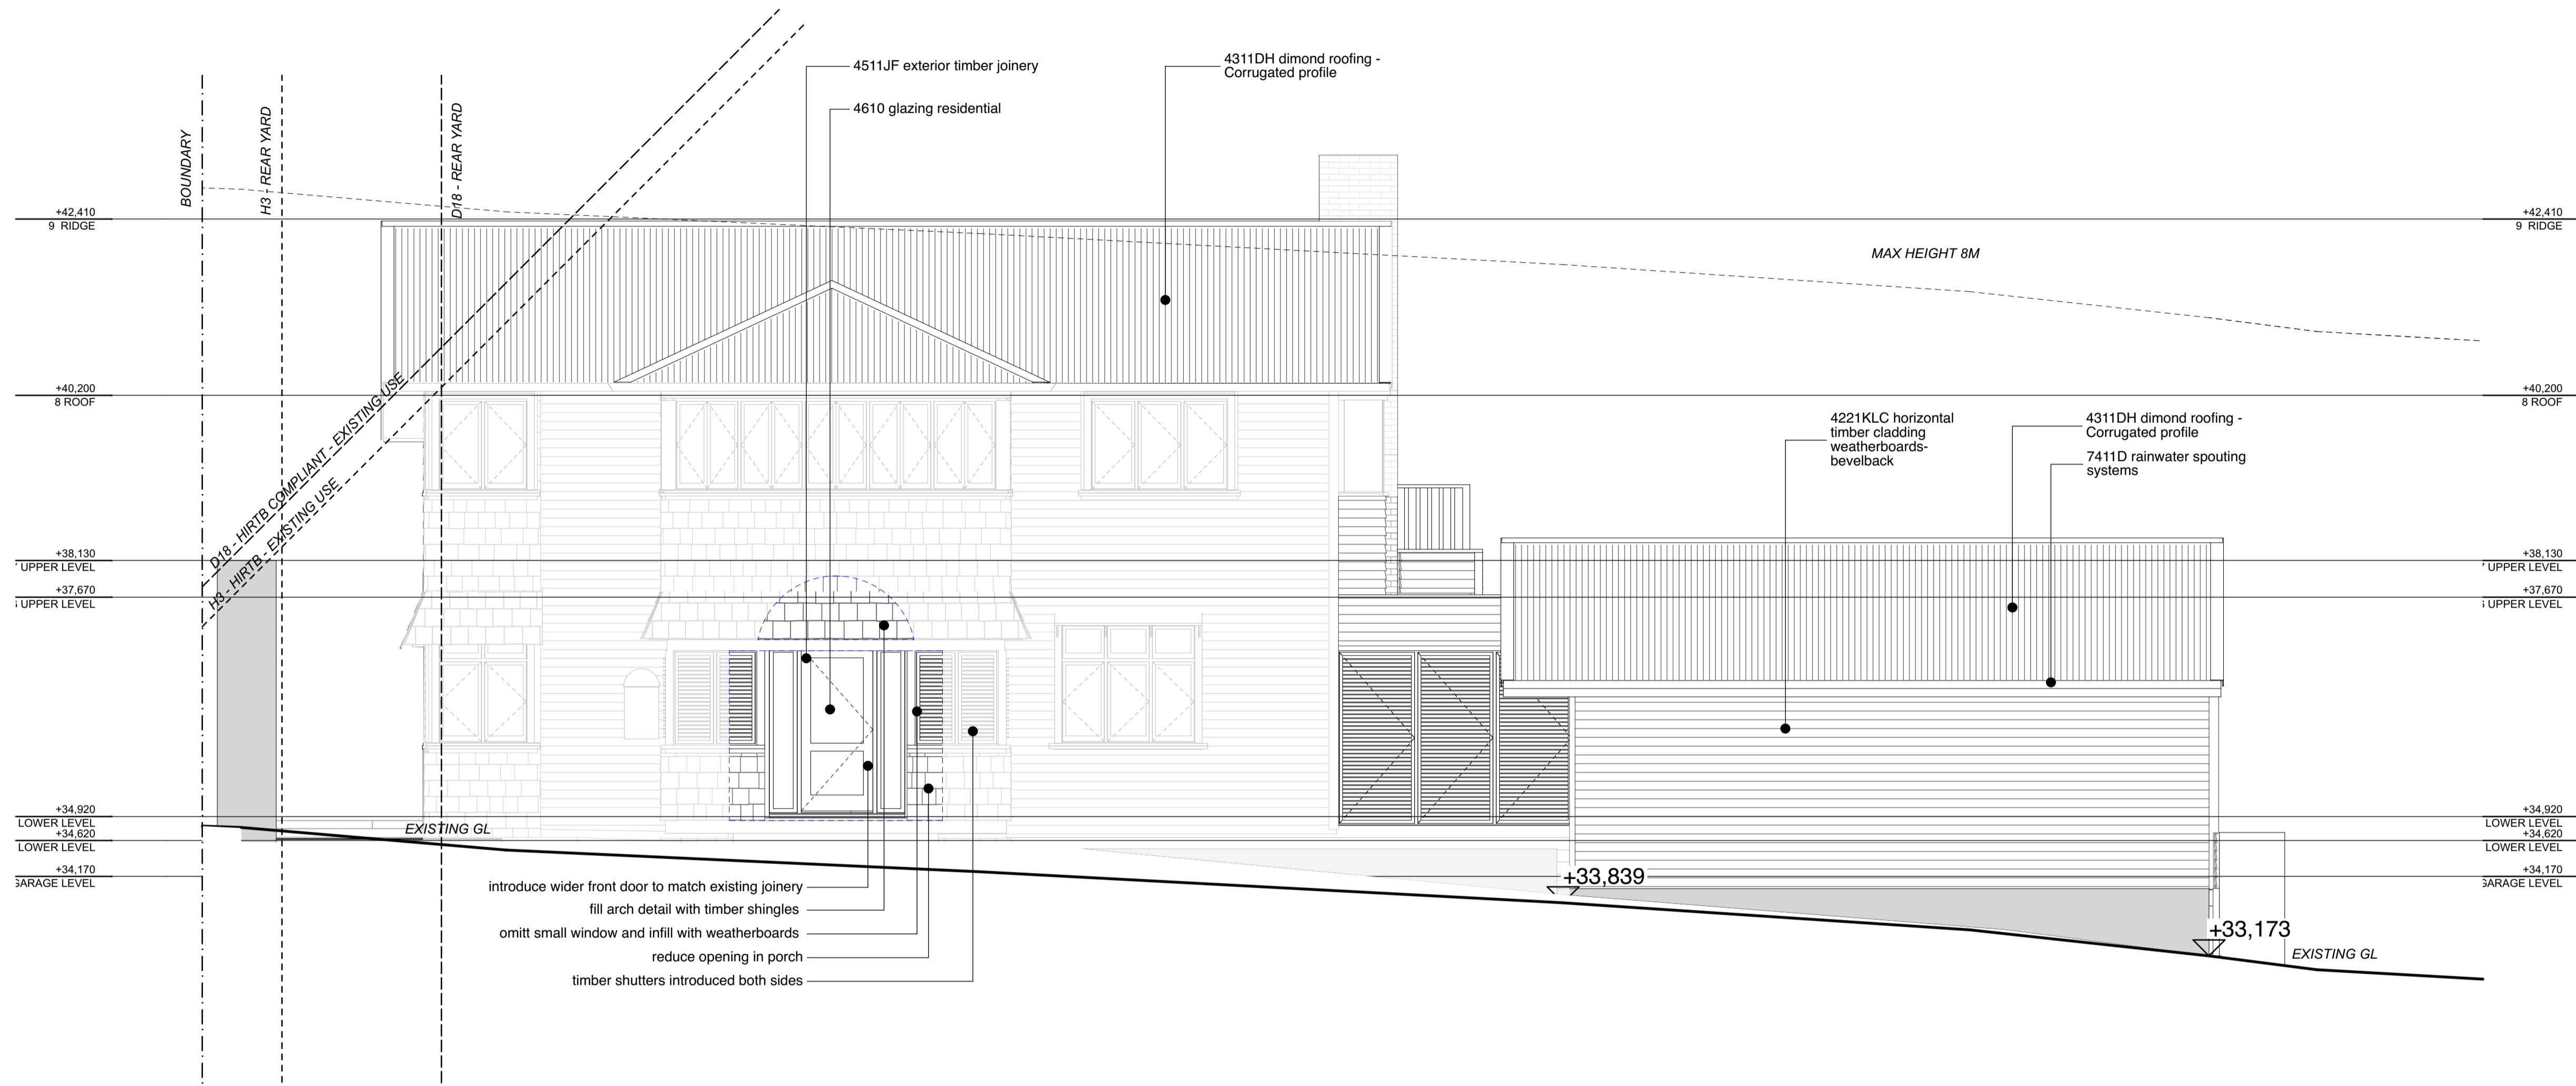 4511JF exterior timber joinery
4610 glazing residential
4311DH dimond roofing -
Corrugated profile
BOUNDARY
H3 - REAR YARD
D18 - REAR YARD
+42,410
9 RIDGE
+42,410
9 RIDGE
MAX HEIGHT 8M
+40,200
8 ROOF
+40,200
8 ROOF
D18 - HIRTB COMPLIANT - EXISTING USE
H3 - HIRTB - EXISTING USE
4221KLC horizontal
timber cladding
weatherboards-
bevelback
4311DH dimond roofing -
Corrugated profile
7411D rainwater spouting
systems
+38,130
UPPER LEVEL
+38,130
UPPER LEVEL
+37,670
UPPER LEVEL
+37,670
UPPER LEVEL
+34,920
LOWER LEVEL
+34,920
LOWER LEVEL
+34,620
LOWER LEVEL
+34,620
LOWER LEVEL
+34,170
GARAGE LEVEL
+34,170
GARAGE LEVEL
EXISTING GL
+33,839
+33,173
EXISTING GL
introduce wider front door to match existing joinery
fill arch detail with timber shingles
omitt small window and infill with weatherboards
reduce opening in porch
timber shutters introduced both sides